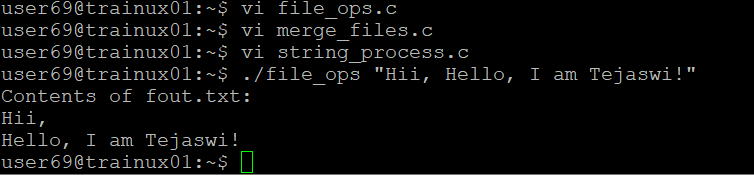 user69@trainux01:~$ vi file_ops.c
user69@trainux01:~$ vi merge_files.c
user69@trainux01:~$ vi string_process.c
user69@trainux01:~$ ./file_ops "Hii, Hello, I am Tejaswi!"
Contents of fout.txt:
Hii,
Hello, I am Tejaswi!
user69@trainux01:~$